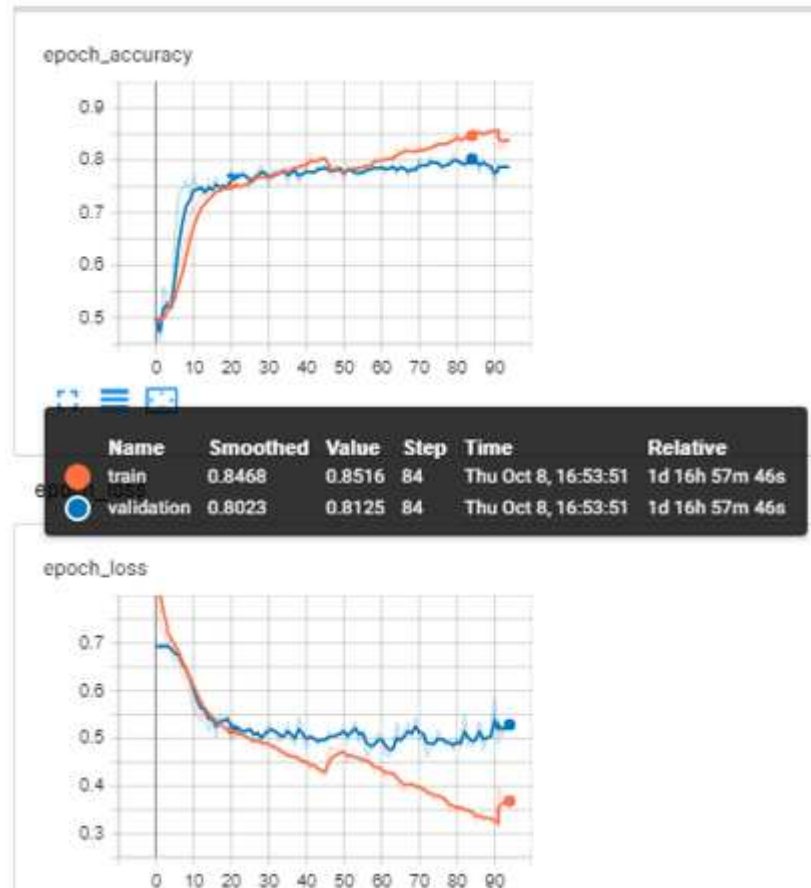 epoch_accuracy
0.9
0.8
0.7
0.6
0.5
0 10 20 30 40 50 60 70 80 90
Name Smoothed Value Step Time Relative
train 0.8468 0.8516 84 Thu Oct 8, 16:53:51 1d 16h 57m 46s
validation 0.8023 0.8125 84 Thu Oct 8, 16:53:51 1d 16h 57m 46s
epoch_loss
epoch_loss
0.7
0.6
0.5
0.4
0.3
0 10 20 30 40 50 60 70 80 90